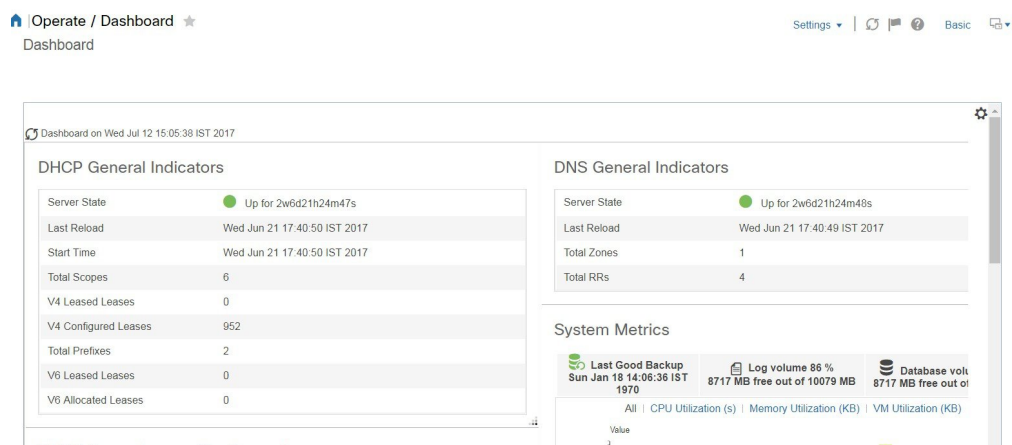 Operate / Dashboard
Settings
Basic
Dashboard
Dashboard on Wed Jul 12 15:05:38 IST 2017
DHCP General Indicators
Server State Up for 2w6d21h24m47s
Last Reload Wed Jun 21 17:40:50 IST 2017
Start Time Wed Jun 21 17:40:50 IST 2017
Total Scopes 6
V4 Leased Leases 0
V4 Configured Leases 952
Total Prefixes 2
V6 Leased Leases 0
V6 Allocated Leases 0
DNS General Indicators
Server State Up for 2w6d21h24m48s
Last Reload Wed Jun 21 17:40:49 IST 2017
Total Zones 1
Total RRs 4
System Metrics
Last Good Backup
Sun Jan 18 14:06:36 IST
1970
Log volume 86 %
8717 MB free out of 10079 MB
Database volu
8717 MB free out of
All | CPU Utilization (s) | Memory Utilization (KB) | VM Utilization (KB)
Value